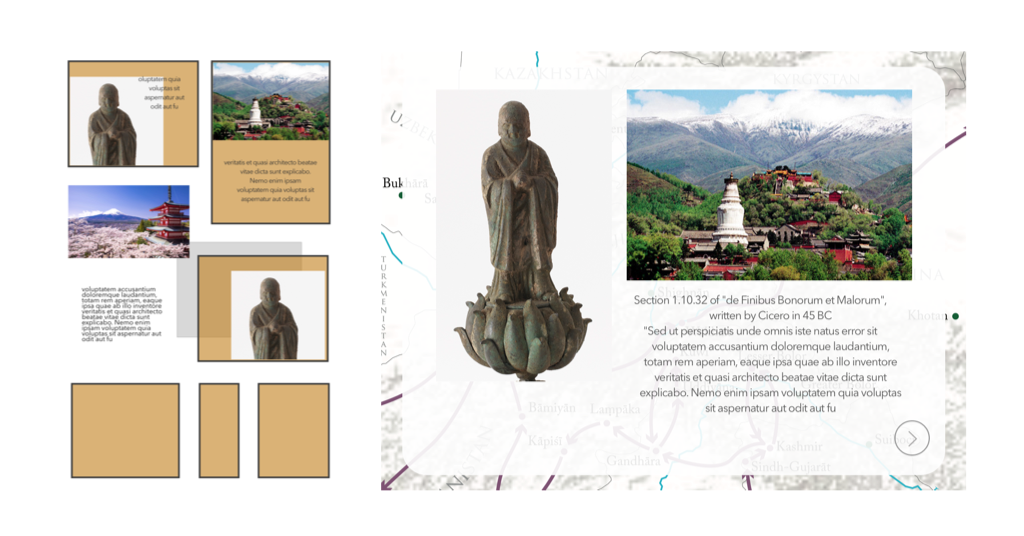 oluptatem quia
voluptas sit
aspernatur aut
odit aut fu
veritatis et quasi architecto beatae
vitae dicta sunt explicabo.
Nemo enim ipsam
voluptatem quia voluptas sit
aspernatur aut odit aut fu
voluptatem accusantium
doloremque laudantium,
totam rem aperiam, eaque
ipsa quae ab illo inventore
veritatis et quasi architecto
beatae vitae dicta sunt
explicabo. Nemo enim
ipsam voluptatem quia
voluptas sit aspernatur aut
odit aut fu
KAZAKHSTAN
KYRGYSTAN
U.
Bukhārā
TURKMENISTAN
Khotan
Section 1.10.32 of "de Finibus Bonorum et Malorum",
written by Cicero in 45 BC
"Sed ut perspiciatis unde omnis iste natus error sit
voluptatem accusantium doloremque laudantium,
totam rem aperiam, eaque ipsa quae ab illo inventore
veritatis et quasi architecto beatae vitae dicta sunt
explicabo. Nemo enim ipsam voluptatem quia voluptas
sit aspernatur aut odit aut fu
Bāmiyān
Lampāka
Kāpiśī
Kashmir
Gandhāra
Sindh-Gujarat